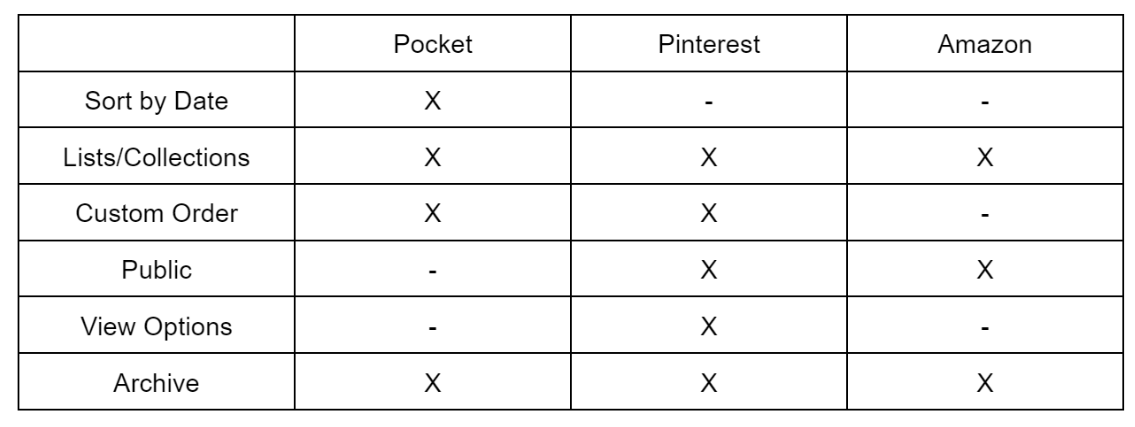 Pocket Pinterest Amazon
Sort by Date X - -
Lists/Collections X X X
Custom Order X X -
Public - X X
View Options - X -
Archive X X X